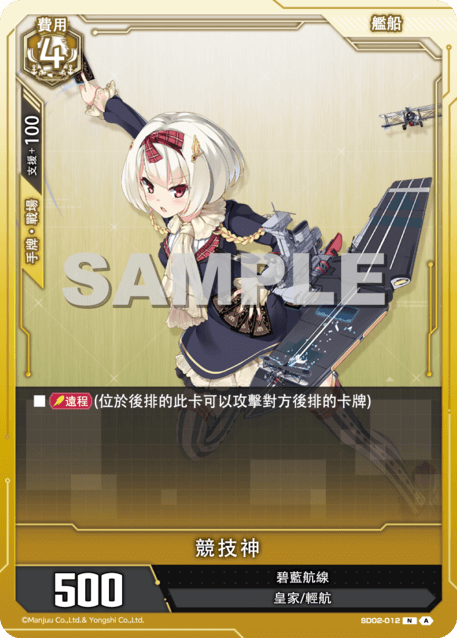 費用
4
艦船
支援+100
手牌・戰場
SAMPLE
■ 遠程 (位於後排的此卡可以攻擊對方後排的卡牌)
競技神
500
碧藍航線
皇家/輕航
©Manjuu Co.,Ltd.& Yongshi Co.,Ltd.
SD02-012 N A